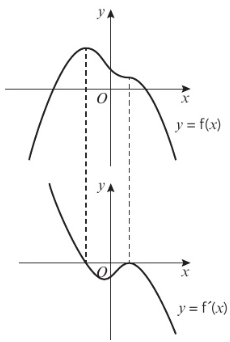 y
O
x
y = f(x)
y
O
x
y = f′(x)